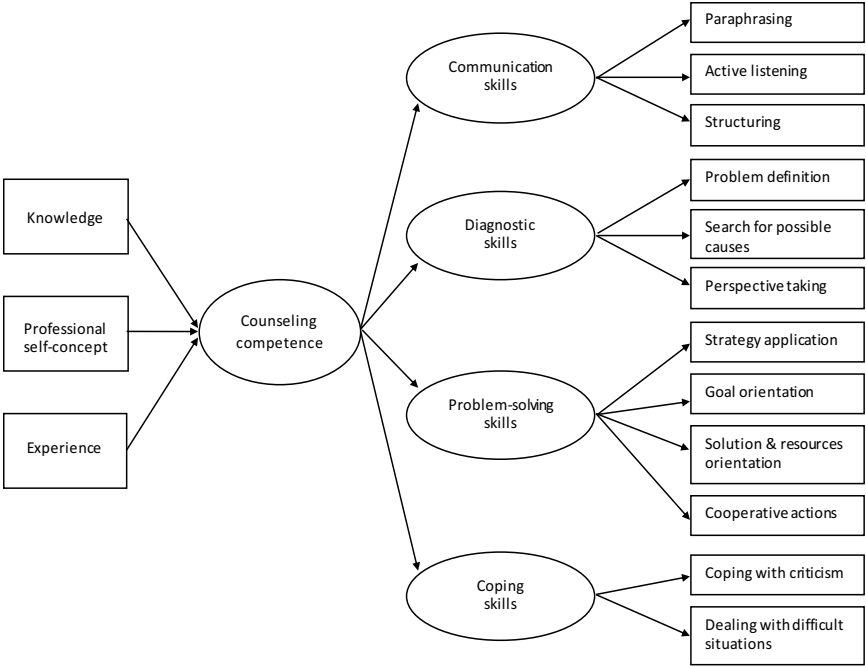 Knowledge
Professional
self-concept
Experience
Counseling
competence
Communication
skills
Diagnostic
skills
Problem-solving
skills
Coping
skills
Paraphrasing
Active listening
Structuring
Problem definition
Search for possible
causes
Perspective taking
Strategy application
Goal orientation
Solution & resources
orientation
Cooperative actions
Coping with criticism
Dealing with difficult
situations